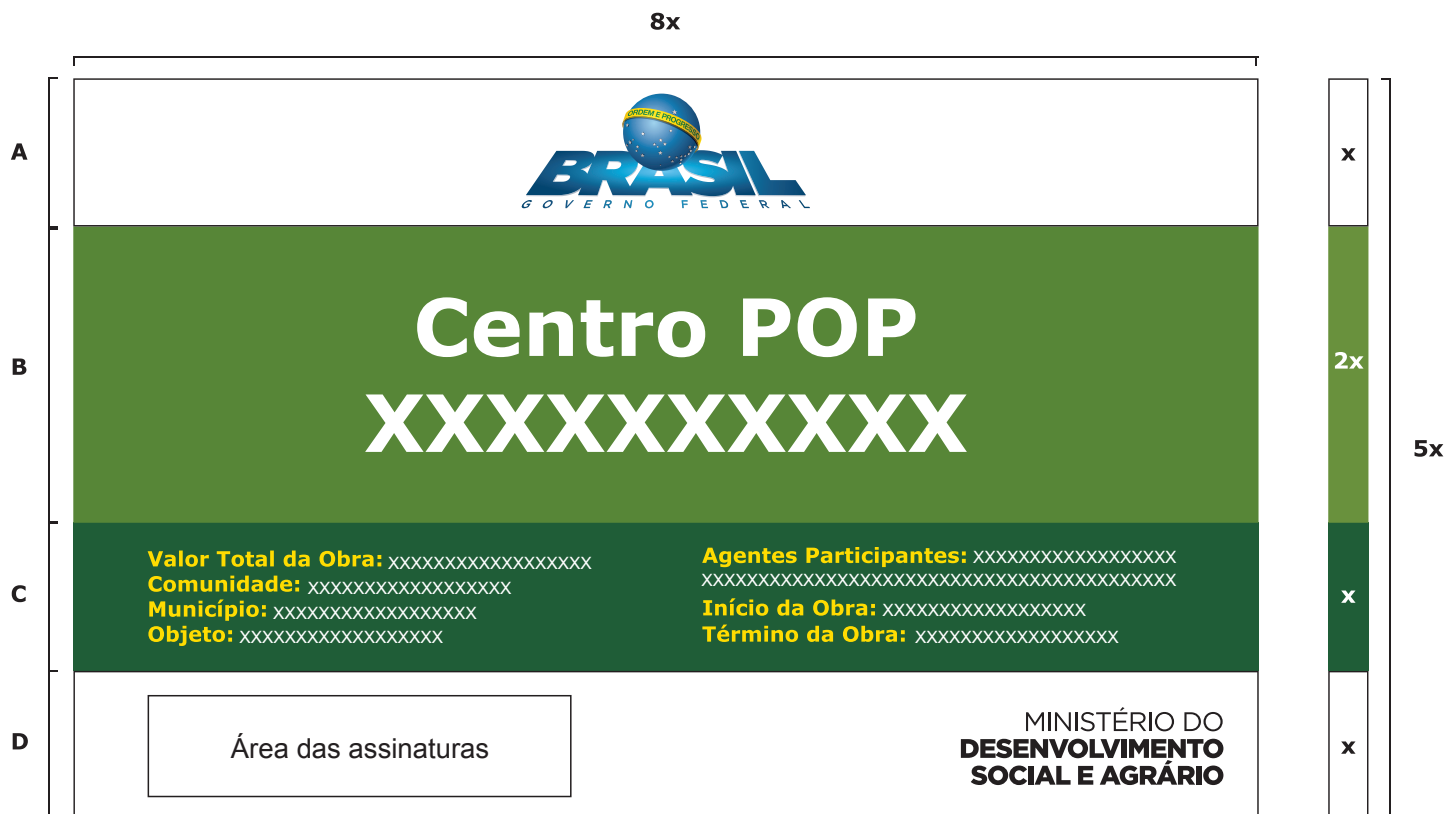 8x
A
ORDEM E PROGRESSO
BRASIL
GOVERNO FEDERAL
x
B
Centro POP
XXXXXXXXXX
2x
5x
C
Valor Total da Obra: XXXXXXXXXXXXXXXXXX
Comunidade: XXXXXXXXXXXXXXXXXX
Município: XXXXXXXXXXXXXXXXXX
Objeto: XXXXXXXXXXXXXXXXXX
Agentes Participantes: XXXXXXXXXXXXXXXXXX
XXXXXXXXXXXXXXXXXXXXXXXXXXXXXXXXXXXXXXXXXX
Início da Obra: XXXXXXXXXXXXXXXXXX
Término da Obra: XXXXXXXXXXXXXXXXXX
x
D
Área das assinaturas
MINISTÉRIO DO
DESENVOLVIMENTO
SOCIAL E AGRÁRIO
x